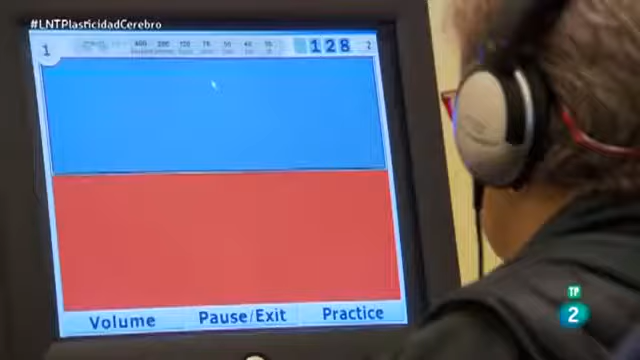 #LNTPlasticidadCerebro
1
128
2
Volume
Pause/Exit
Practice
TP
2